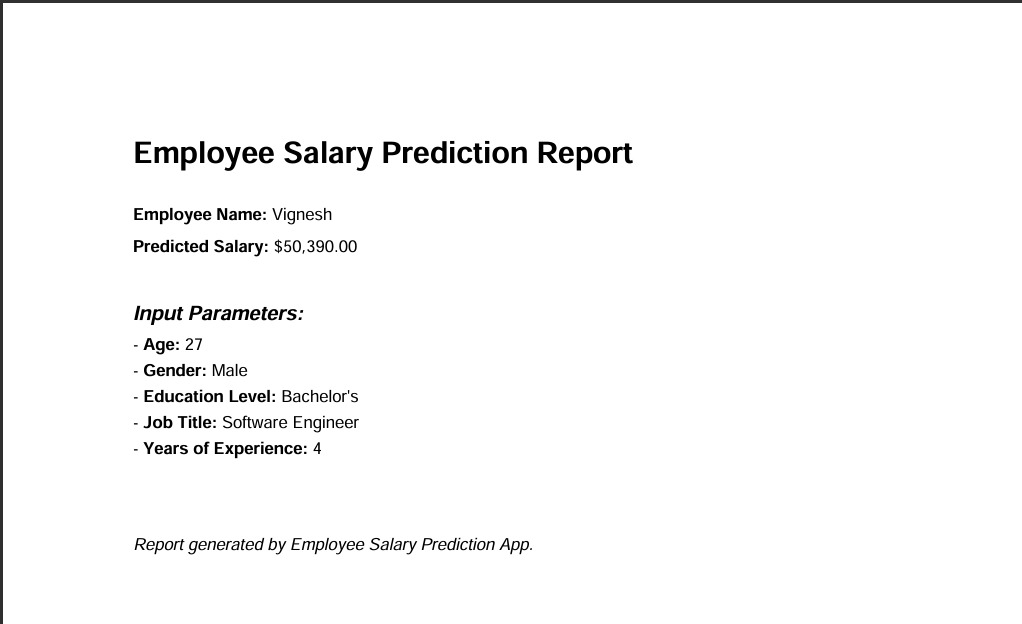 Employee Salary Prediction Report
Employee Name: Vignesh
Predicted Salary: $50,390.00
Input Parameters:
- Age: 27
- Gender: Male
- Education Level: Bachelor's
- Job Title: Software Engineer
- Years of Experience: 4
Report generated by Employee Salary Prediction App.